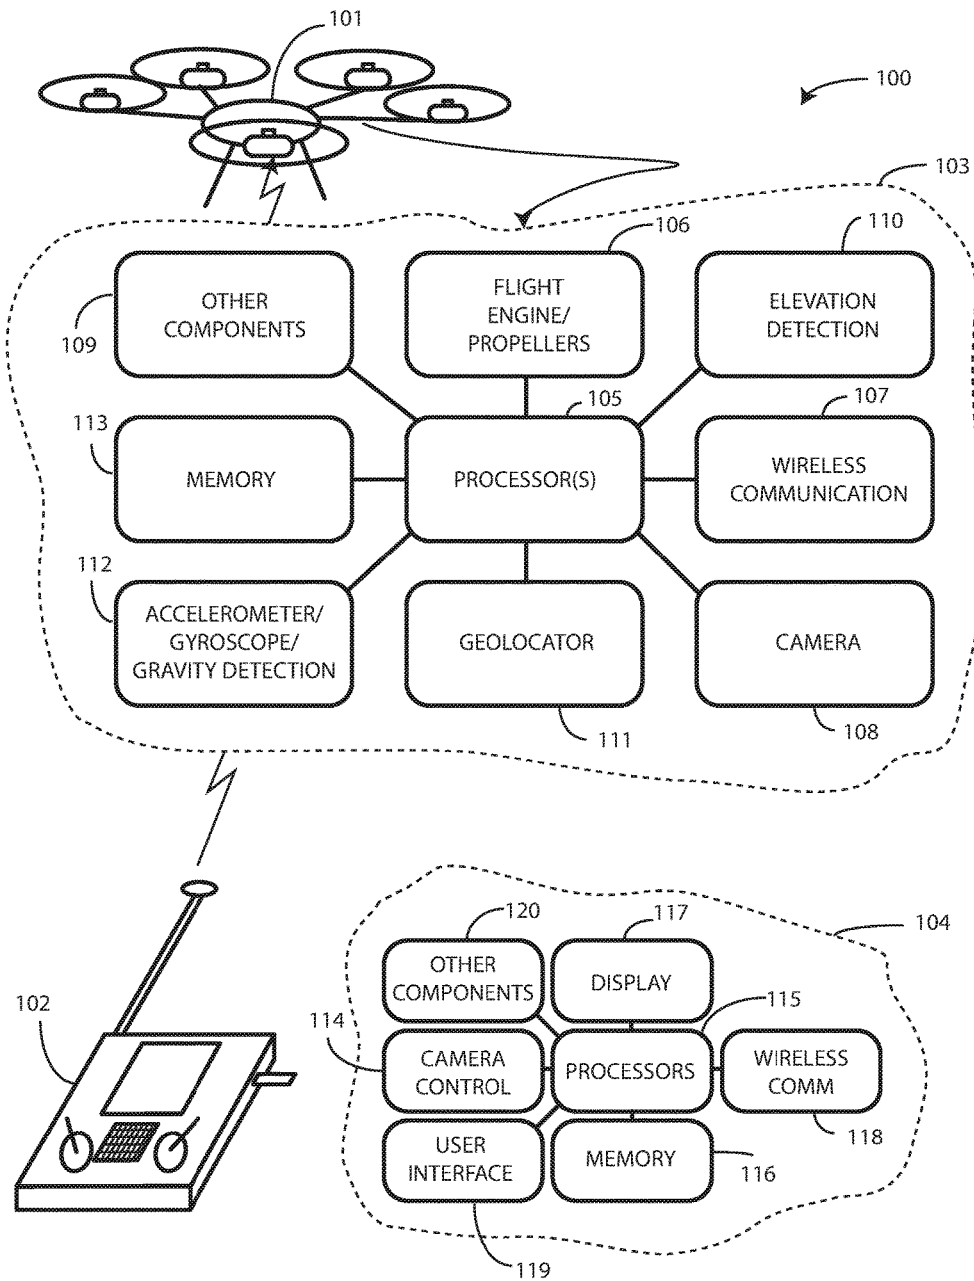 101
100
103
106
110
OTHER
COMPONENTS
FLIGHT
ENGINE/
PROPELLERS
ELEVATION
DETECTION
109
105
107
113
MEMORY
PROCESSOR(S)
WIRELESS
COMMUNICATION
112
ACCELEROMETER/
GYROSCOPE/
GRAVITY DETECTION
GEOLOCATOR
CAMERA
111
108
120
117
104
OTHER
COMPONENTS
DISPLAY
102
114
115
CAMERA
CONTROL
PROCESSORS
WIRELESS
COMM
118
USER
INTERFACE
MEMORY
116
119